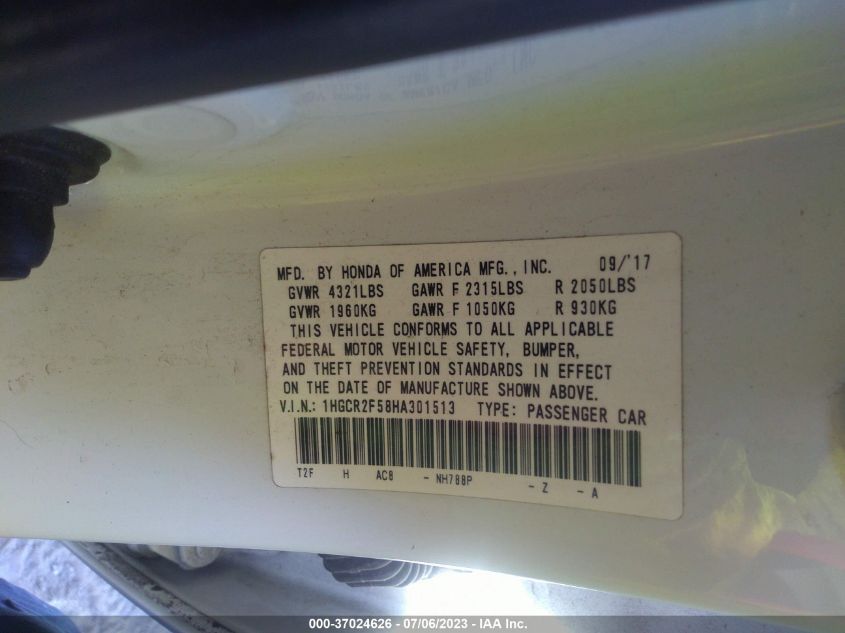 MFD. BY HONDA OF AMERICA MFG., INC. 09/'17
GVWR 4321LBS GAWR F 2315LBS R 2050LBS
GVWR 1960KG GAWR F 1050KG R 930KG
THIS VEHICLE CONFORMS TO ALL APPLICABLE
FEDERAL MOTOR VEHICLE SAFETY, BUMPER,
AND THEFT PREVENTION STANDARDS IN EFFECT
ON THE DATE OF MANUFACTURE SHOWN ABOVE.
V.I.N.: 1HGCR2F58HA301513 TYPE: PASSENGER CAR
T2F H AC8 - NH788P - Z - A
000-37024626 - 07/06/2023 - IAA Inc.